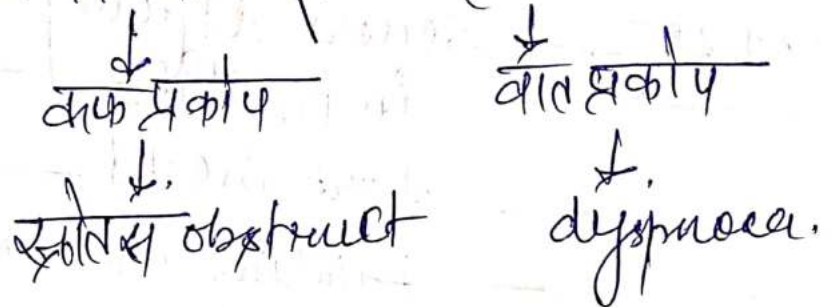 ↓ ↓
कफ प्रकोप वात प्रकोप
↓ ↓
स्त्रोतस obstruct dyspnoea.